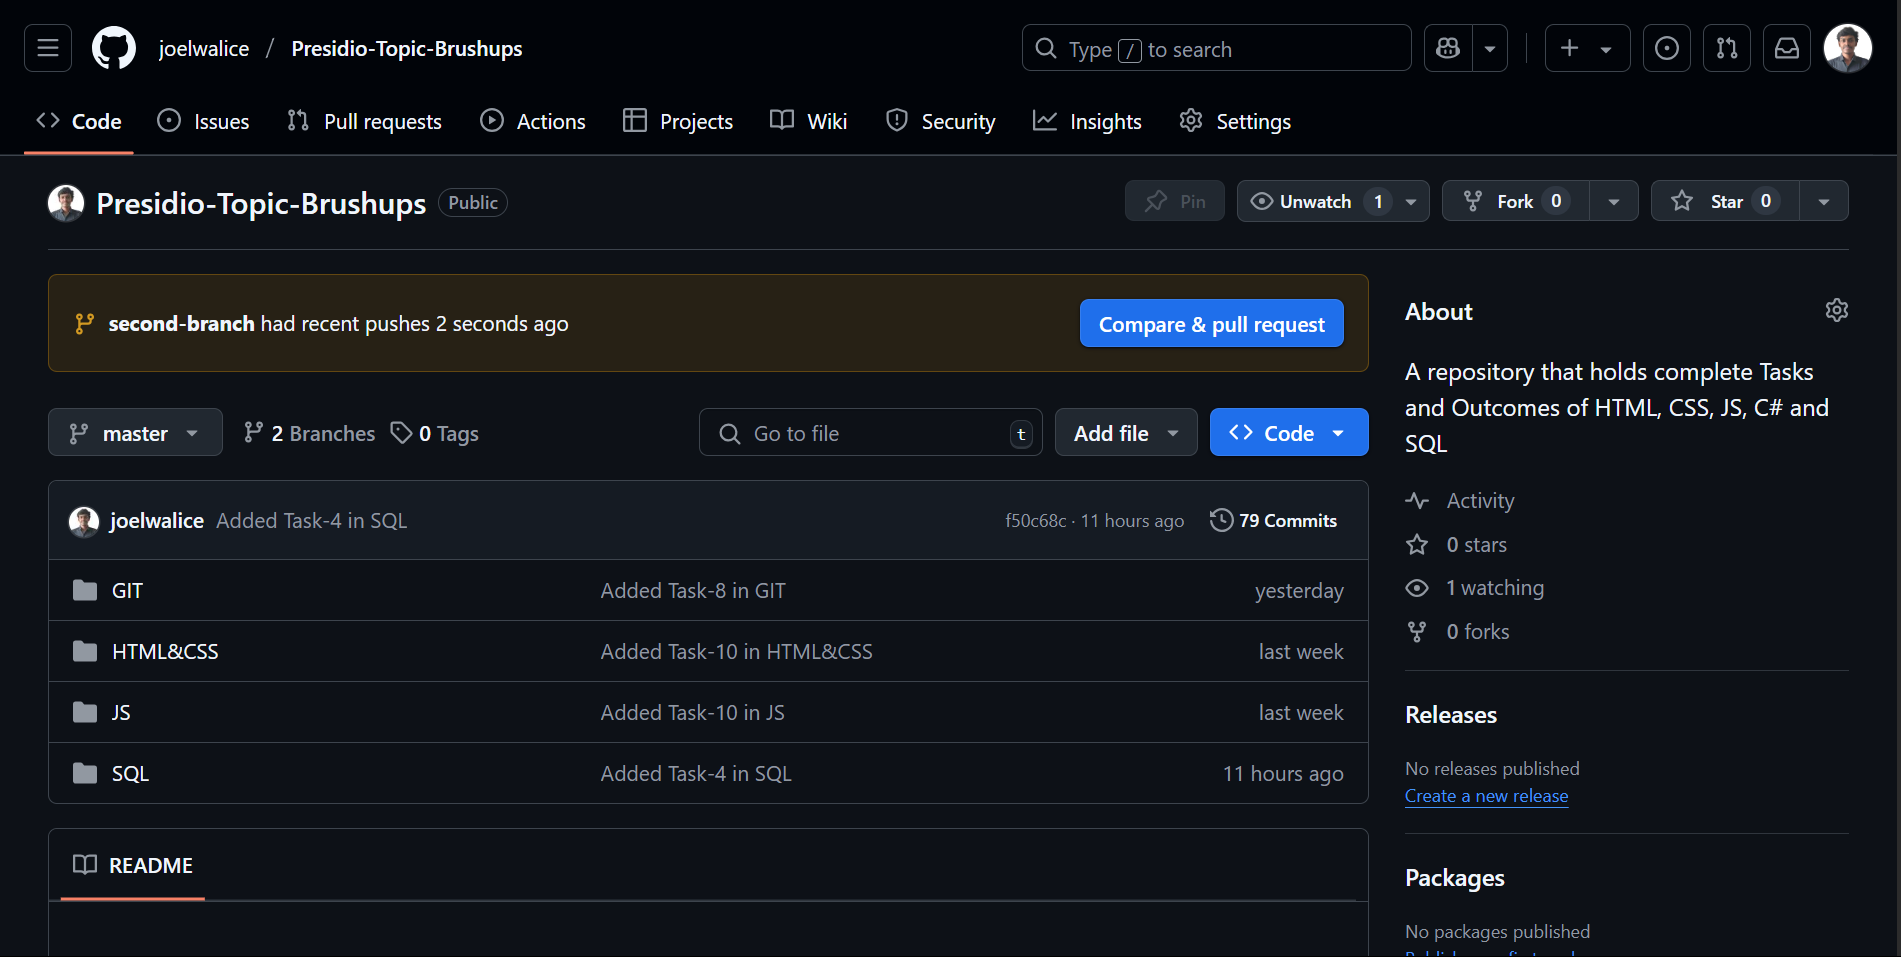 joelwalice / Presidio-Topic-Brushups
Type / to search
Code Issues Pull requests Actions Projects Wiki Security Insights Settings
Presidio-Topic-Brushups Public
Pin Unwatch 1 Fork 0 Star 0
second-branch had recent pushes 2 seconds ago
Compare & pull request
master 2 Branches 0 Tags
Go to file t
Add file
Code
joelwalice Added Task-4 in SQL f50c68c · 11 hours ago 79 Commits
GIT Added Task-8 in GIT yesterday
HTML&CSS Added Task-10 in HTML&CSS last week
JS Added Task-10 in JS last week
SQL Added Task-4 in SQL 11 hours ago
README
About
A repository that holds complete Tasks
and Outcomes of HTML, CSS, JS, C# and
SQL
Activity
0 stars
1 watching
0 forks
Releases
No releases published
Create a new release
Packages
No packages published